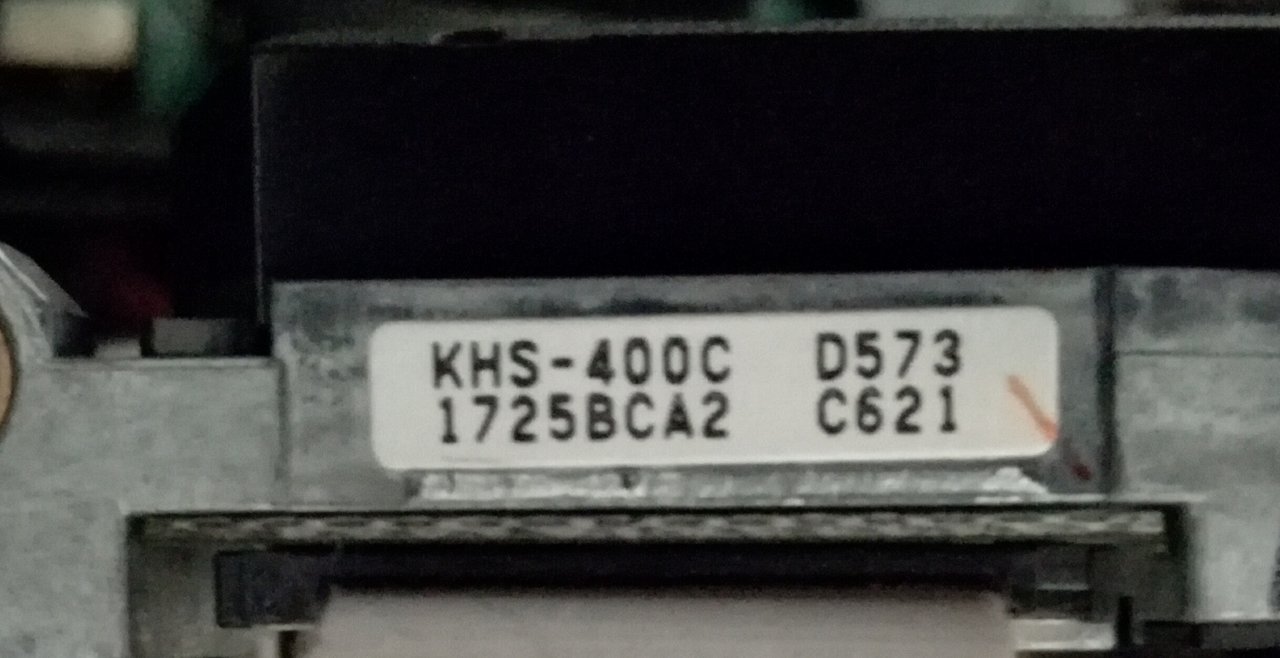 KHS-400C D573
1725BCA2 C621